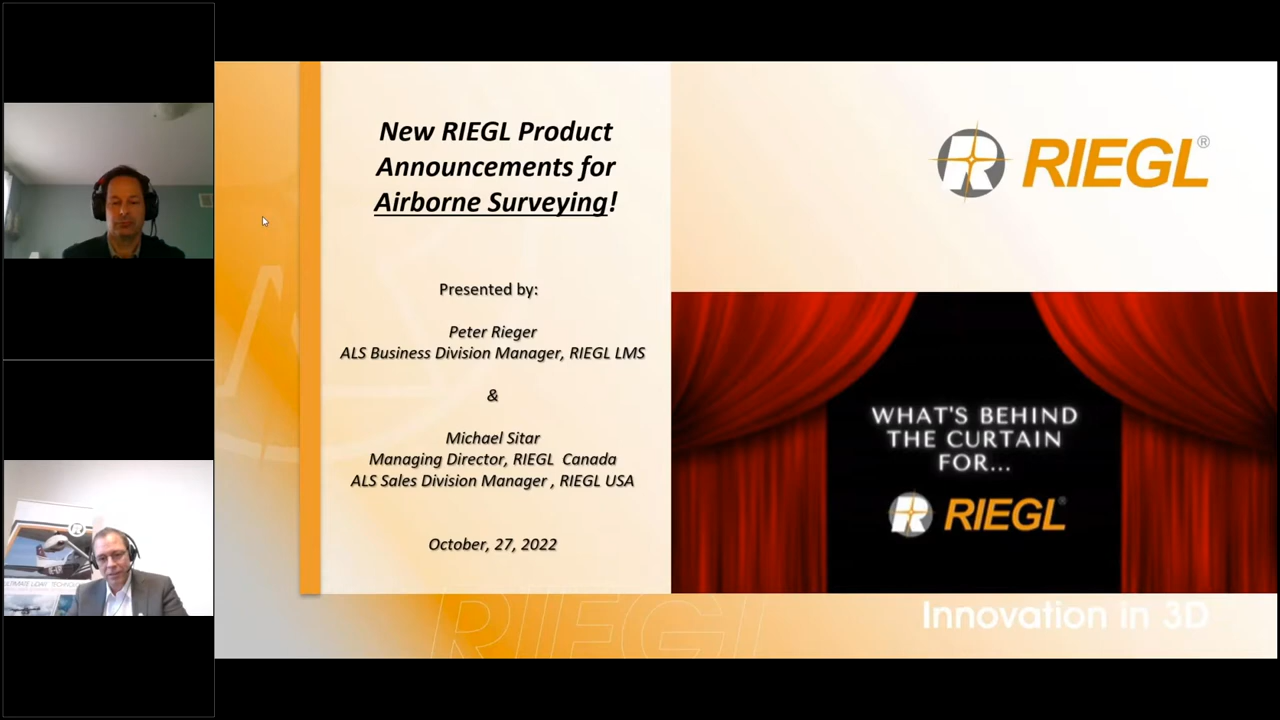 New RIEGL Product
Announcements for
Airborne Surveying!
Presented by:
Peter Rieger
ALS Business Division Manager, RIEGL LMS
&
Michael Sitar
Managing Director, RIEGL  Canada
ALS Sales Division Manager , RIEGL USA
October, 27, 2022
R RIEGL®
WHAT'S BEHIND
THE CURTAIN
FOR...
R RIEGL®
Innovation in 3D
RIEGL